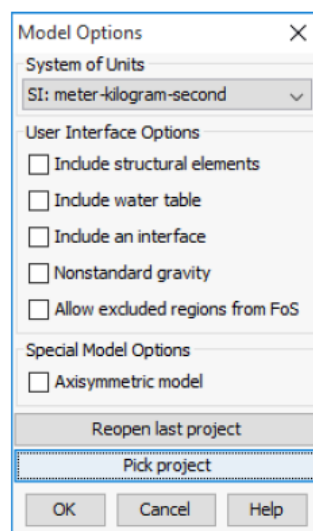 Model Options
System of Units
SI: meter-kilogram-second
User Interface Options
Include structural elements
Include water table
Include an interface
Nonstandard gravity
Allow excluded regions from FoS
Special Model Options
Axisymmetric model
Reopen last project
Pick project
OK Cancel Help